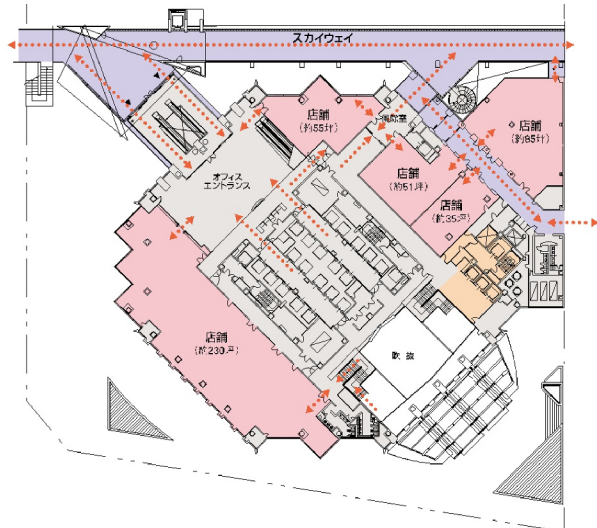 スカイウェイ
店舗
(約55坪)
風除室
店舗
(約85坪)
オフィス
エントランス
店舗
(約51坪)
店舗
(約35坪)
店舗
(約230坪)
吹抜